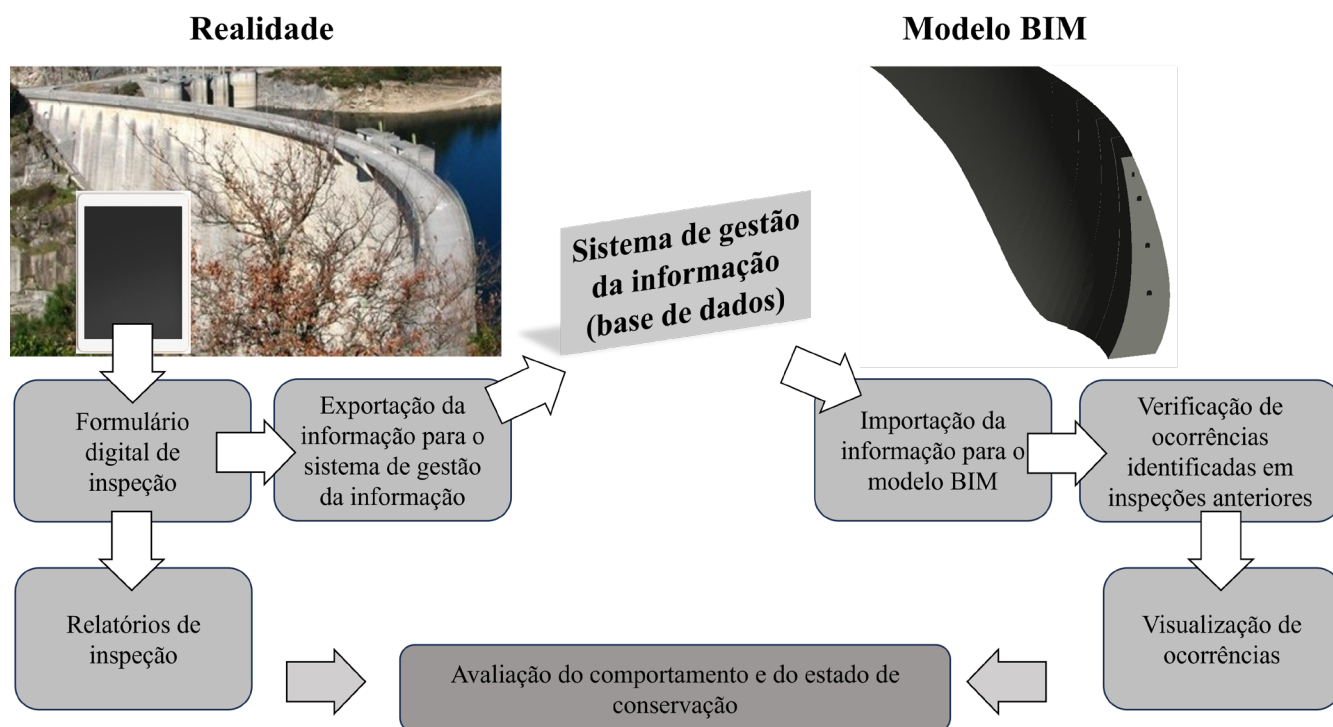 Realidade
Modelo BIM
Sistema de gestão
da informação
(base de dados)
Formulário
digital de
inspeção
Exportação da
informação para o
sistema de gestão
da informação
Importação da
informação para o
modelo BIM
Verificação de
ocorrências
identificadas em
inspeções anteriores
Relatórios de
inspeção
Avaliação do comportamento e do estado de
conservação
Visualização de
ocorrências